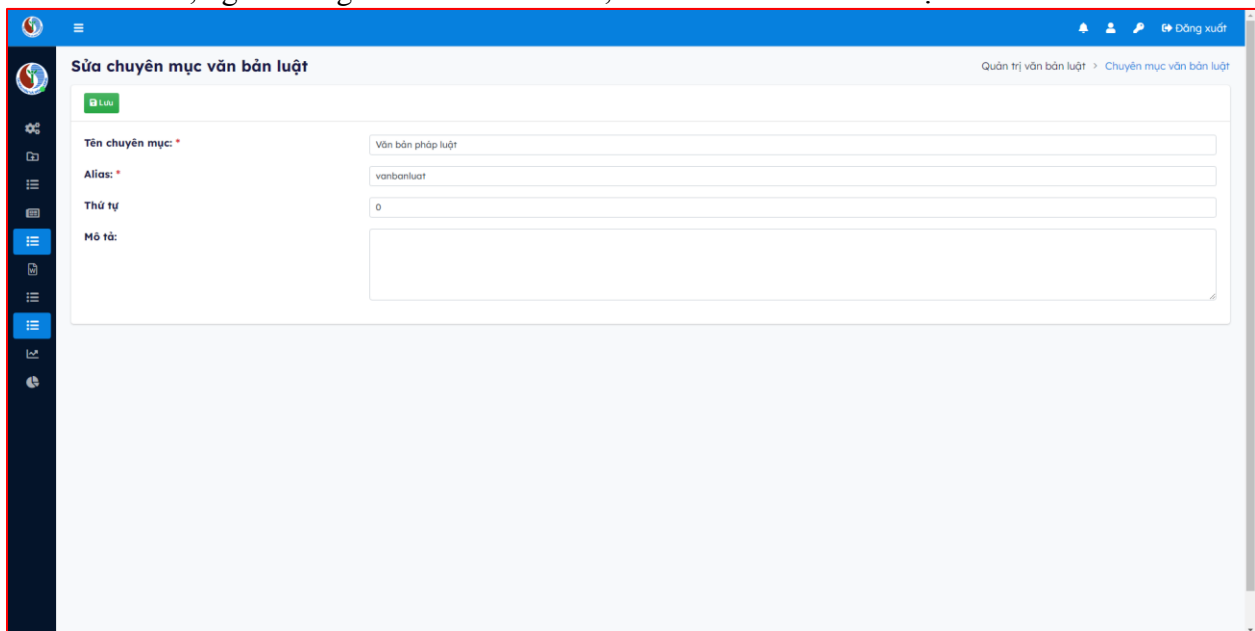 Đăng xuất
Sửa chuyên mục văn bản luật
Quản trị văn bản luật > Chuyên mục văn bản luật
Lưu
Tên chuyên mục: * Văn bản pháp luật
Alias: * vanbanluat
Thứ tự 0
Mô tả: